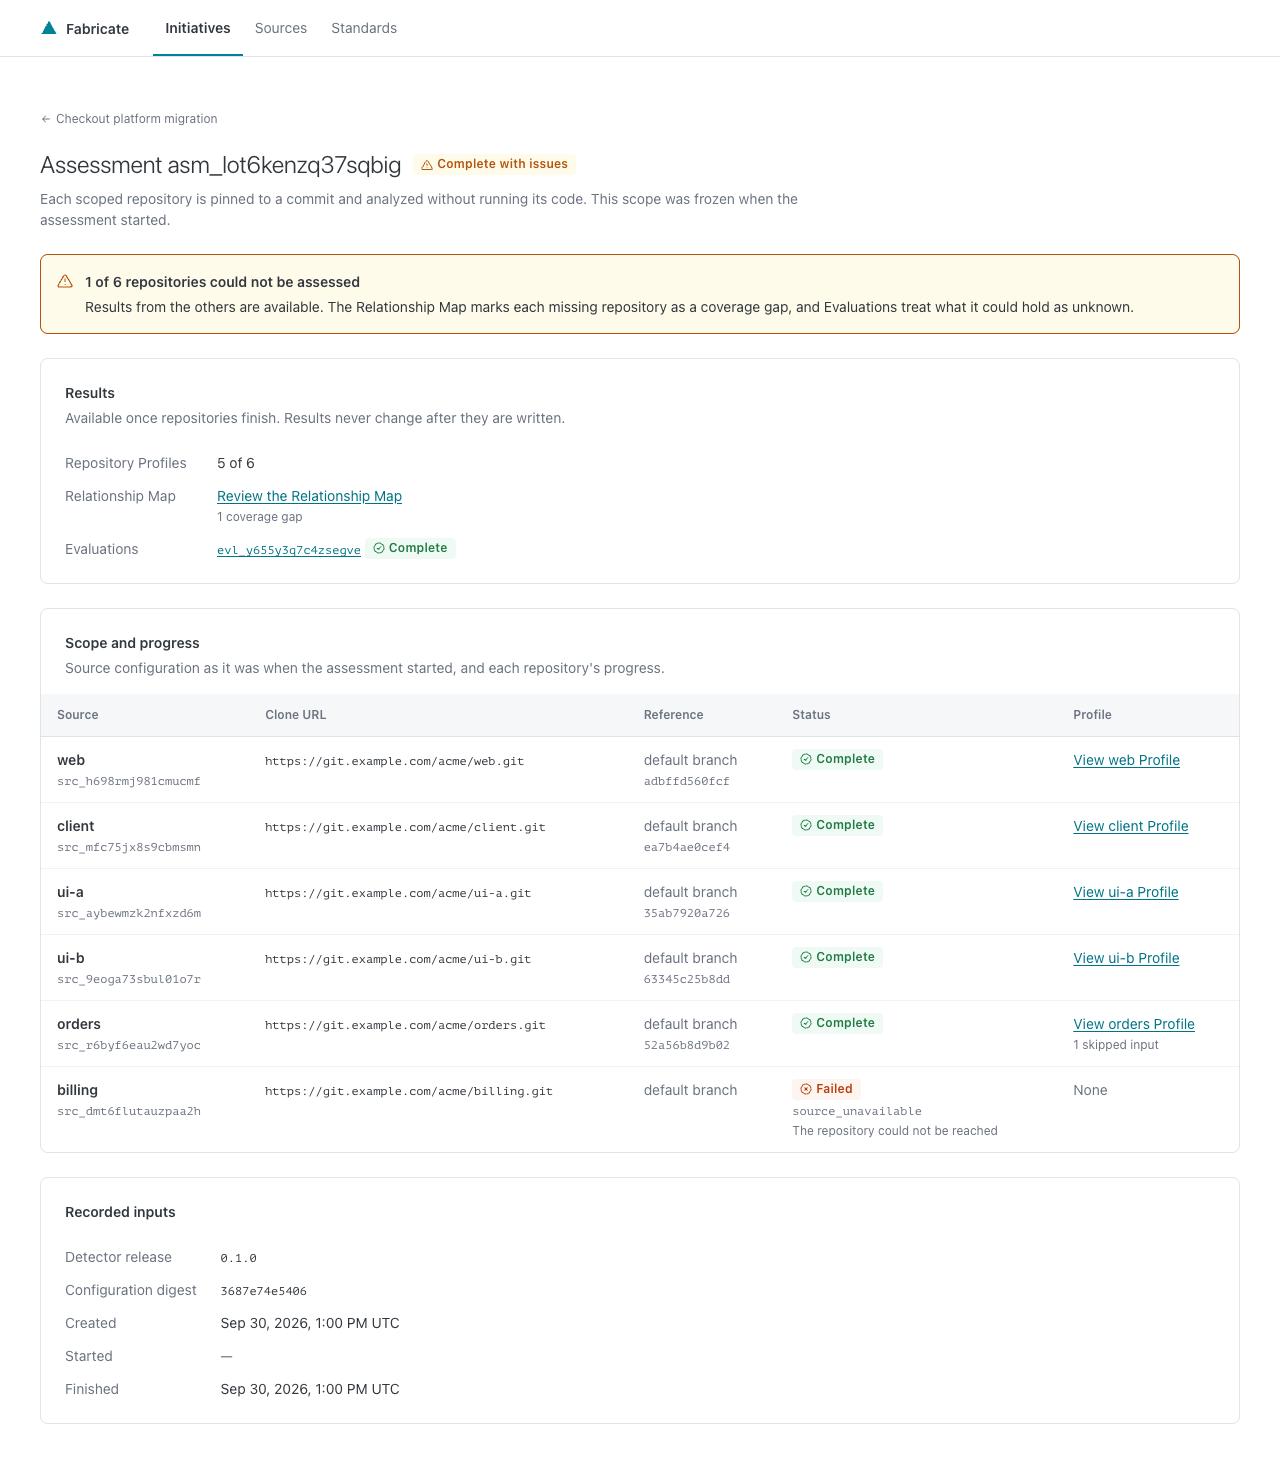 Fabricate
Initiatives
Sources
Standards
← Checkout platform migration
Assessment asm_lot6kenzq37sqbig
Complete with issues
Each scoped repository is pinned to a commit and analyzed without running its code. This scope was frozen when the
assessment started.
1 of 6 repositories could not be assessed
Results from the others are available. The Relationship Map marks each missing repository as a coverage gap, and Evaluations treat what it could hold as unknown.
Results
Available once repositories finish. Results never change after they are written.
Repository Profiles 5 of 6
Relationship Map Review the Relationship Map
1 coverage gap
Evaluations evl_y655y3q7c4zsegve Complete
Scope and progress
Source configuration as it was when the assessment started, and each repository's progress.
Source Clone URL Reference Status Profile
web https://git.example.com/acme/web.git default branch Complete View web Profile
src_h698rmj981cmucmf adbffd560fcf
client https://git.example.com/acme/client.git default branch Complete View client Profile
src_mfc75jx8s9cbmsmn ea7b4ae0cef4
ui-a https://git.example.com/acme/ui-a.git default branch Complete View ui-a Profile
src_aybewmzk2nfxzd6m 35ab7920a726
ui-b https://git.example.com/acme/ui-b.git default branch Complete View ui-b Profile
src_9eoga73sbul01o7r 63345c25b8dd
orders https://git.example.com/acme/orders.git default branch Complete View orders Profile
src_r6byf6eau2wd7yoc 52a56b8d9b02 1 skipped input
billing https://git.example.com/acme/billing.git default branch Failed None
src_dmt6flutauzpaa2h source_unavailable
The repository could not be reached
Recorded inputs
Detector release 0.1.0
Configuration digest 3687e74e5406
Created Sep 30, 2026, 1:00 PM UTC
Started —
Finished Sep 30, 2026, 1:00 PM UTC